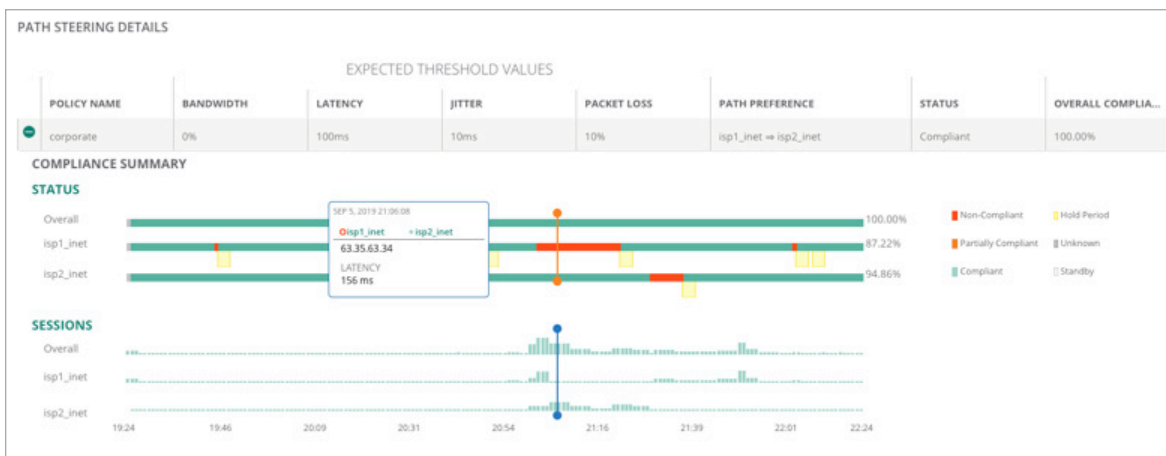 PATH STEERING DETAILS
EXPECTED THRESHOLD VALUES
POLICY NAME BANDWIDTH LATENCY JITTER PACKET LOSS PATH PREFERENCE STATUS OVERALL COMPLIA...
corporate 0% 100ms 10ms 10% isp1_inet ⇒ isp2_inet Compliant 100.00%
COMPLIANCE SUMMARY
STATUS
Overall 100.00%
isp1_inet 87.22%
isp2_inet 94.86%
SEP 5, 2019 21:06:08
isp1_inet isp2_inet
63.35.63.34
LATENCY
156 ms
Non-Compliant Hold Period
Partially Compliant Unknown
Compliant Standby
SESSIONS
Overall
isp1_inet
isp2_inet
19:24 19:46 20:09 20:31 20:54 21:16 21:39 22:01 22:24